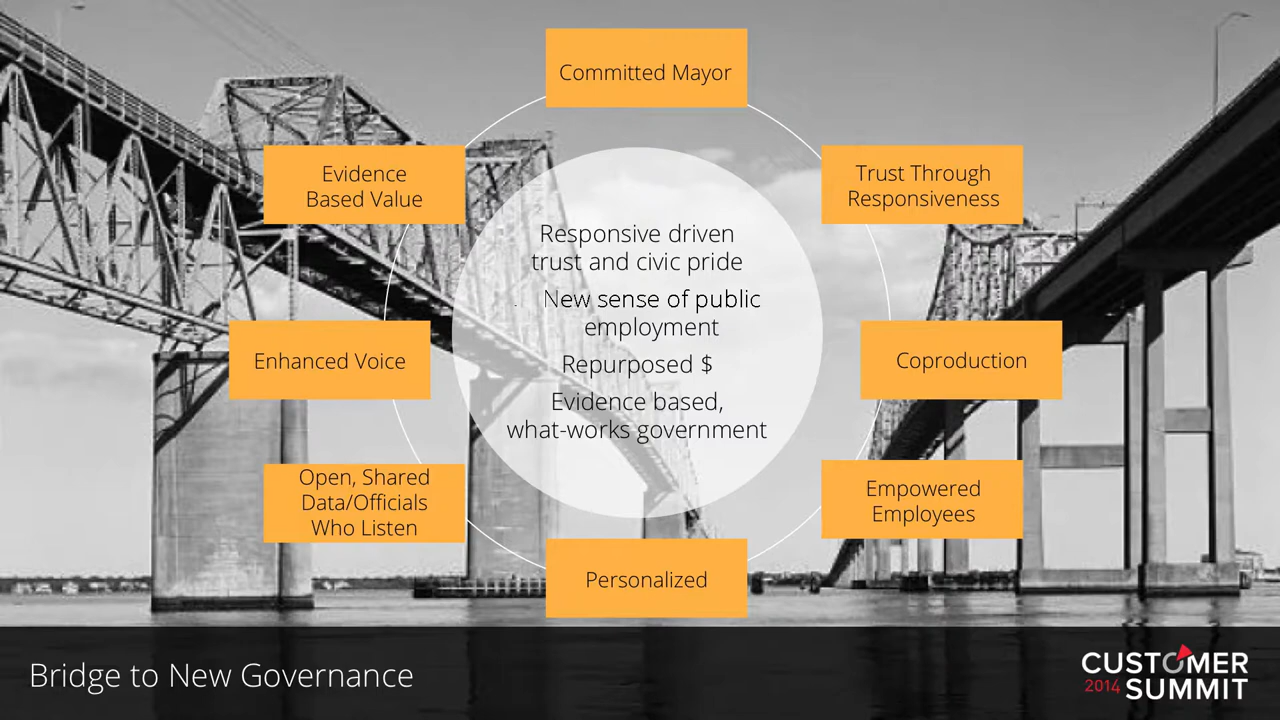 Committed Mayor
Evidence
Based Value
Trust Through
Responsiveness
Responsive driven
trust and civic pride
New sense of public
employment
Repurposed $
Evidence based,
what-works government
Enhanced Voice
Coproduction
Open, Shared
Data/Officials
Who Listen
Empowered
Employees
Personalized
Bridge to New Governance
CUSTOMER
2014 SUMMIT